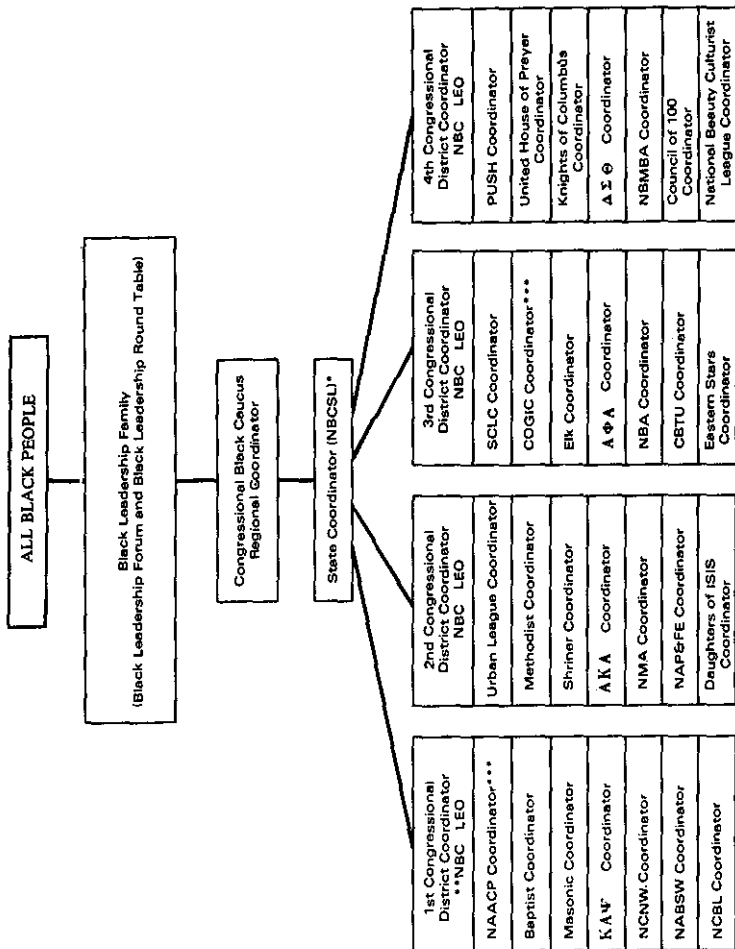 ALL BLACK PEOPLE
Black Leadership Family
(Black Leadership Forum and Black Leadership Round Table)
Congressional Black Caucus
Regional Goordinator
State Coordinator (NBCSL)*
1st Congressional
District Coordinator
**NBC LEO
NAACP Coordinator***
Baptist Coordinator
Masonic Coordinator
ΚΑΨ Coordinator
NCNW Coordinator
NABSW Coordinator
NCBL Coordinator
2nd Congressional
District Coordinator
NBC LEO
Urban League Coordinator
Methodist Coordinator
Shriner Coordinator
ΑΚΑ Coordinator
NMA Coordinator
NAPSFE Coordinator
Daughters of ISIS
Coordinator
3rd Congressional
District Coordinator
NBC LEO
SCLC Coordinator
COGIC Coordinator***
Elk Coordinator
ΑΦΑ Coordinator
NBA Coordinator
CBTU Coordinator
Eastern Stars
Coordinator
4th Congressional
District Coordinator
NBC LEO
PUSH Coordinator
United House of Prayer
Coordinator
Knights of Columbus
Coordinator
ΔΣΘ Coordinator
NBMBA Coordinator
Council of 100
Coordinator
National Beauty Culturist
League Coordinator